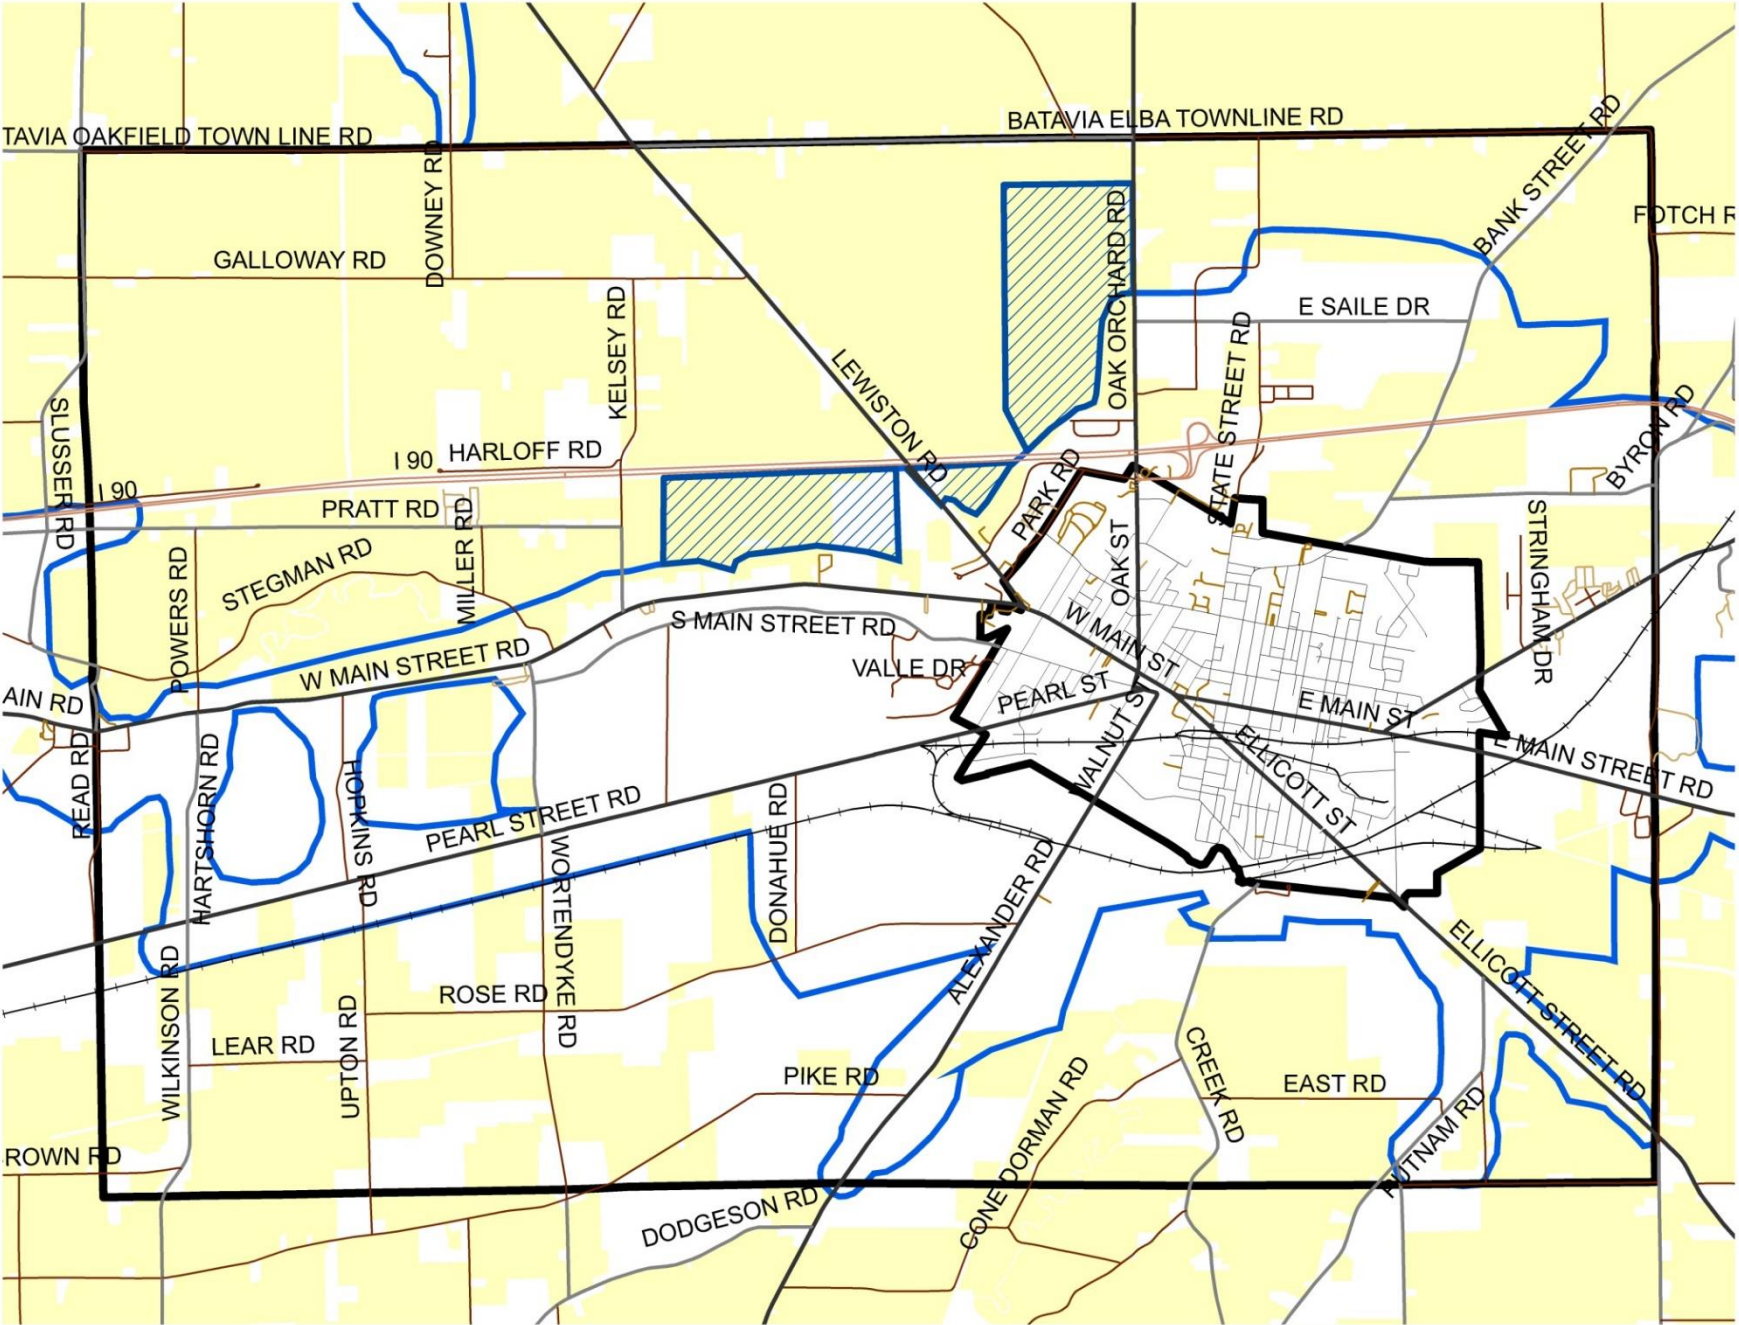 BATAVIA ELBA TOWNLINE RD
TAVIA OAKFIELD TOWN LINE RD
BANK STREET RD
DOWNEY RD
FOTCH R
GALLOWAY RD
OAK ORCHARD RD
KELSEY RD
E SAILE DR
LEWISTON RD
STATE STREET RD
SLUSSER RD
BYRON RD
HARLOFF RD
I 90
I 90
PRATT RD
PARK RD
MILLER RD
STEGMAN RD
POWERS RD
OAK ST
STRINGHAM DR
S MAIN STREET RD
W MAIN ST
W MAIN STREET RD
VALLE DR
AIN RD
PEARL ST
WALNUT ST
E MAIN ST
ELLICOTT ST
E MAIN STREET RD
READ RD
HARTSHORN RD
HOPKINS RD
PEARL STREET RD
DONAHUE RD
WORTENDYKE RD
ALEXANDER RD
WILKINSON RD
ROSE RD
UPTON RD
LEAR RD
ELLICOTT STREET RD
PIKE RD
CREEK RD
EAST RD
PUTNAM RD
CONE DORMAN RD
ROWN RD
DODGESON RD